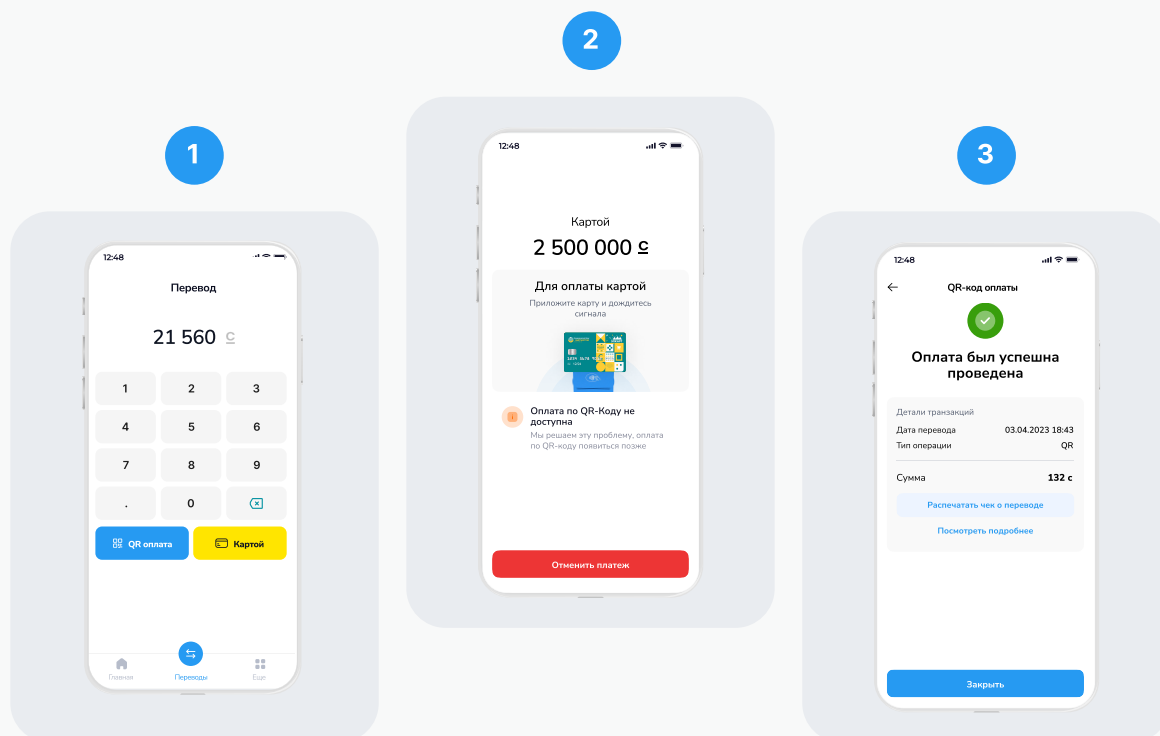 1
12:48
Перевод
21 560 с
1 2 3
4 5 6
7 8 9
. 0
QR оплата Картой
Главная Переводы Еще
2
12:48
Картой
2 500 000 с
Для оплаты картой
Приложите карту и дождитесь
сигнала
Оплата по QR-Коду не
доступна
Мы решаем эту проблему, оплата
по QR-коду появиться позже
Отменить платеж
3
12:48
QR-код оплаты
Оплата был успешна
проведена
Детали транзакций
Дата перевода 03.04.2023 18:43
Тип операции QR
Сумма 132 с
Распечатать чек о переводе
Посмотреть подробнее
Закрыть